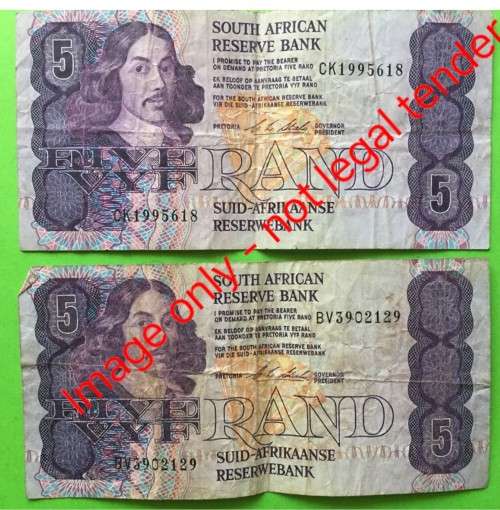 5
SOUTH AFRICAN
RESERVE BANK
I PROMISE TO PAY THE BEARER
ON DEMAND AT PRETORIA FIVE RAND
CK1995618
EK BELOOF OP AANVRAAG TE BETAAL
AAN TOONDER TE PRETORIA VYF RAND
FOR THE SOUTH AFRICAN RESERVE BANK
VIR DIE SUID-AFRIKAANSE RESERWEBANK
PRETORIA
GOVERNOR
PRESIDENT
FIVE
VYF
RAND
5
CK1995618
SUID-AFRIKAANSE
RESERWEBANK
Image only - not legal tender
5
SOUTH AFRICAN
RESERVE BANK
I PROMISE TO PAY THE BEARER
ON DEMAND AT PRETORIA FIVE RAND
BV3902129
EK BELOOF OP AANVRAAG TE BETAAL
AAN TOONDER TE PRETORIA VYF RAND
FOR THE SOUTH AFRICAN RESERVE BANK
VIR DIE SUID-AFRIKAANSE RESERWEBANK
PRETORIA
GOVERNOR
PRESIDENT
FIVE
VYF
RAND
5
BV3902129
SUID-AFRIKAANSE
RESERWEBANK